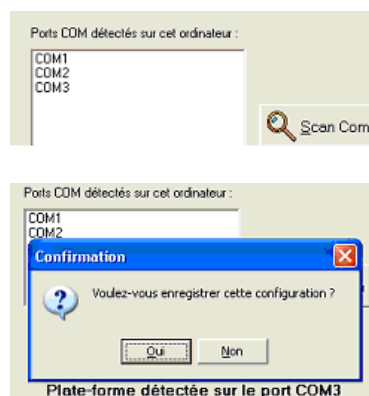 Ports COM détectés sur cet ordinateur :
COM1
COM2
COM3
Scan Com
Ports COM détectés sur cet ordinateur :
COM1
COM2
Confirmation
Voulez-vous enregistrer cette configuration ?
Oui
Non
Plate-forme détectée sur le port COM3